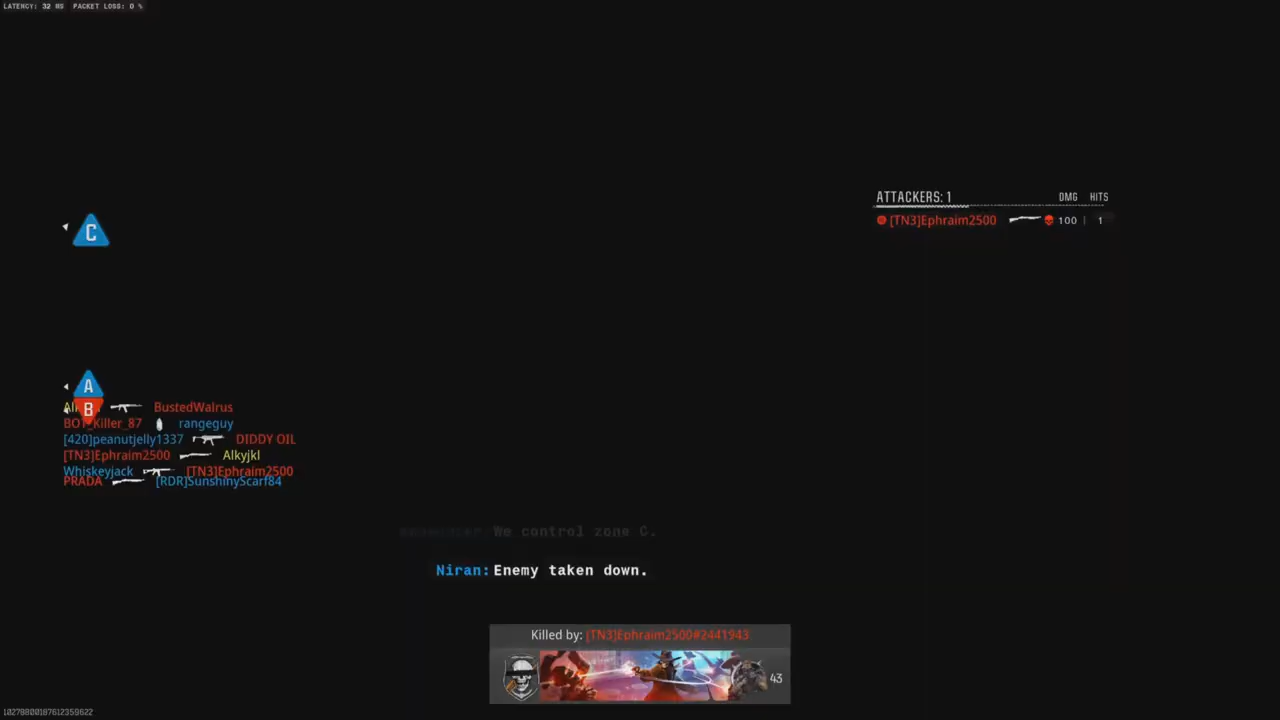 LATENCY: 32 MS PACKET LOSS: 0 %
ATTACKERS: 1 DMG HITS
[TN3]Ephraim2500 100 | 1
C
A
B
BustedWalrus
BOT_Killer_87 rangeguy
[420]peanutjelly1337 DIDDY OIL
[TN3]Ephraim2500 Alkyjkl
Whiskeyjack [TN3]Ephraim2500
PRADA [RDR]SunshinyScarf84
We control zone C.
Niran: Enemy taken down.
Killed by: [TN3]Ephraim2500#2441943
43